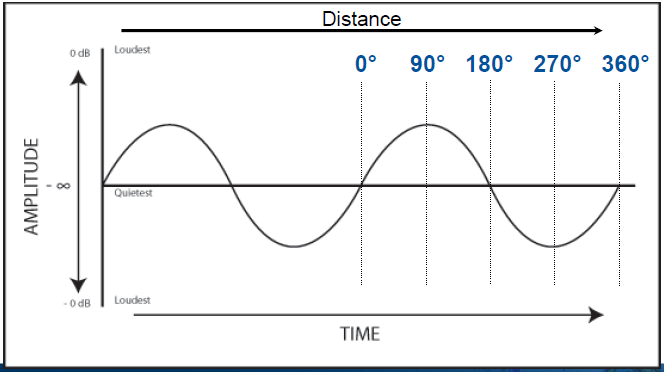 Distance
0 dB Loudest
0° 90° 180° 270° 360°
AMPLITUDE
- ∞
Quietest
- 0 dB Loudest
TIME